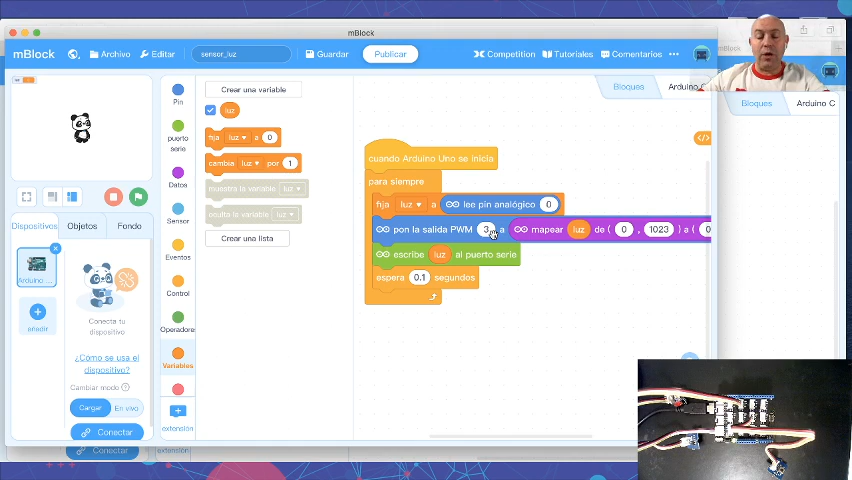 mBlock
mBlock
Archivo
Editar
sensor_luz
Guardar
Publicar
Competition
Tutoriales
Comentarios
Bloques
Arduino C
Bloques
Arduino C
Pin
puerto serie
Datos
Sensor
Eventos
Control
Operadores
Variables
extensión
Crear una variable
luz
fija luz a 0
cambia luz por 1
muestra la variable luz
oculta le variable luz
Crear una lista
cuando Arduino Uno se inicia
para siempre
fija luz a lee pin analógico 0
pon la salida PWM 3 a mapear luz de ( 0 , 1023 ) a ( 0
escribe luz al puerto serie
espera 0.1 segundos
Dispositivos
Objetos
Fondo
Arduino ...
añadir
Conecta tu
dispositivo
¿Cómo se usa el
dispositivo?
Cambiar modo
Cargar
En vivo
Conectar
Conectar
extensión